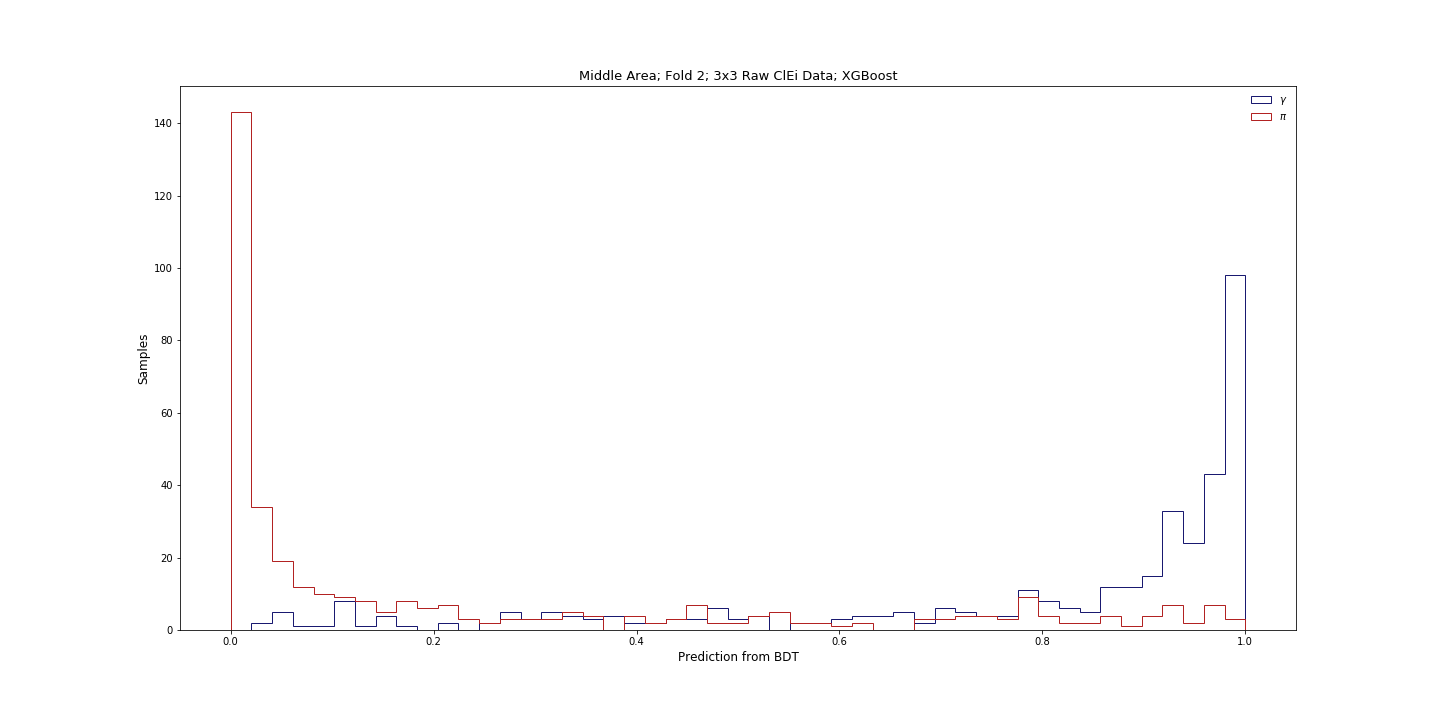 Middle Area; Fold 2; 3x3 Raw ClEi Data; XGBoost
γ
π
140
120
100
80
60
40
20
0
Samples
0.0 0.2 0.4 0.6 0.8 1.0
Prediction from BDT